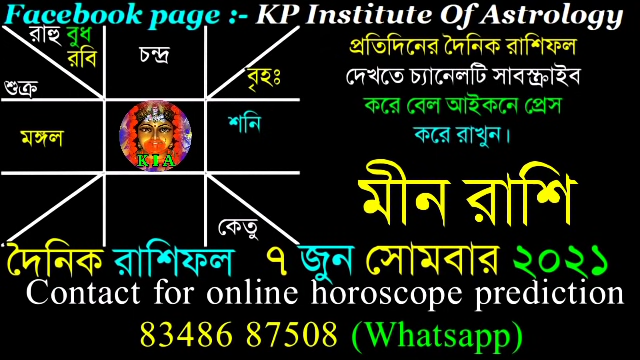 Facebook page :- KP Institute Of Astrology
রাহু বুধ
রবি
শুক্র
চন্দ্র
বৃহঃ
মঙ্গল
KIA
শনি
কেতু
প্রতিদিনের দৈনিক রাশিফল
দেখতে চ্যানেলটি সাবস্ক্রাইব
করে বেল আইকনে প্রেস
করে রাখুন।
মীন রাশি
দৈনিক রাশিফল ৭ জুন সোমবার ২০২১
Contact for online horoscope prediction
83486 87508 (Whatsapp)